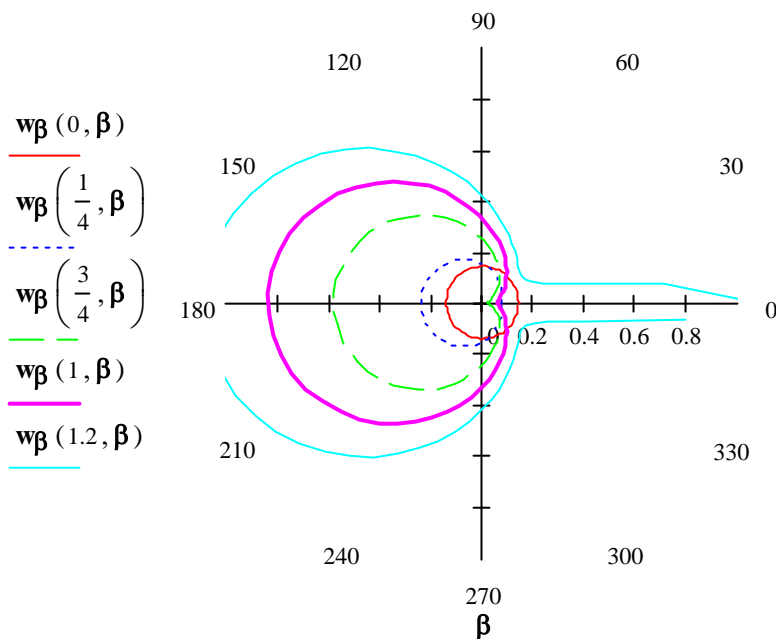 90
120 60
w𝛃 (0, 𝛃)
150 30
w𝛃 (1/4, 𝛃)
w𝛃 (3/4, 𝛃)
180 0
0 0.2 0.4 0.6 0.8
w𝛃 (1, 𝛃)
w𝛃 (1.2, 𝛃)
210 330
240 300
270
𝛃